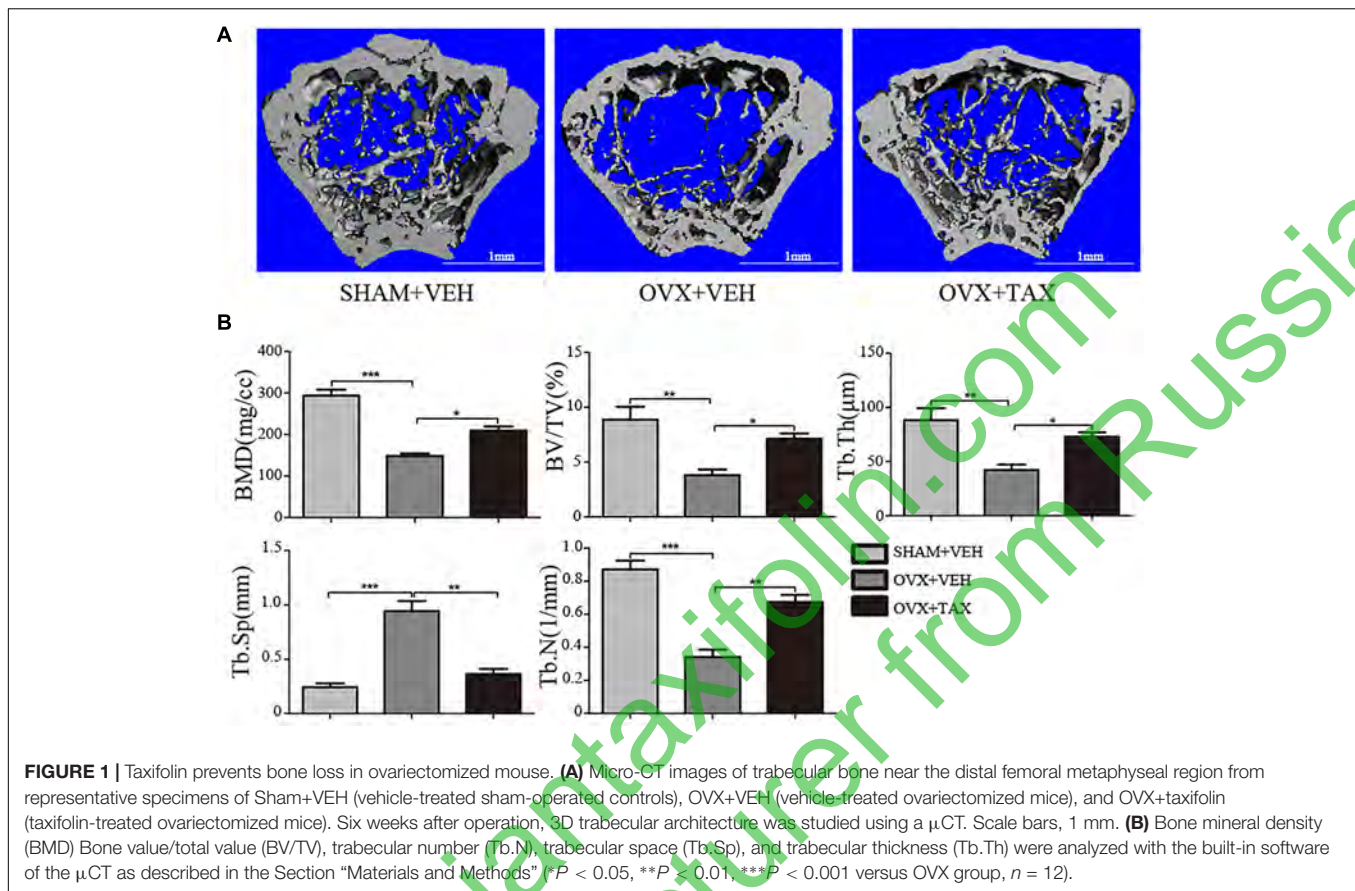 A
1mm
1mm
1mm
SHAM+VEH
OVX+VEH
OVX+TAX
B
BMD(mg/cc)
400
300
200
100
0
***
*
BV/TV(%)
15
10
5
0
**
*
Tb.Th(μm)
150
100
50
0
**
*
Tb.Sp(mm)
1.5
1.0
0.5
0
***
**
Tb.N(1/mm)
1.0
0.8
0.6
0.4
0.2
0
***
**
SHAM+VEH
OVX+VEH
OVX+TAX
FIGURE 1 | Taxifolin prevents bone loss in ovariectomized mouse. (A) Micro-CT images of trabecular bone near the distal femoral metaphyseal region from
representative specimens of Sham+VEH (vehicle-treated sham-operated controls), OVX+VEH (vehicle-treated ovariectomized mice), and OVX+taxifolin
(taxifolin-treated ovariectomized mice). Six weeks after operation, 3D trabecular architecture was studied using a μCT. Scale bars, 1 mm. (B) Bone mineral density
(BMD) Bone value/total value (BV/TV), trabecular number (Tb.N), trabecular space (Tb.Sp), and trabecular thickness (Tb.Th) were analyzed with the built-in software
of the μCT as described in the Section “Materials and Methods” (*P < 0.05, **P < 0.01, ***P < 0.001 versus OVX group, n = 12).
antaxifolin.com
turer from Russia